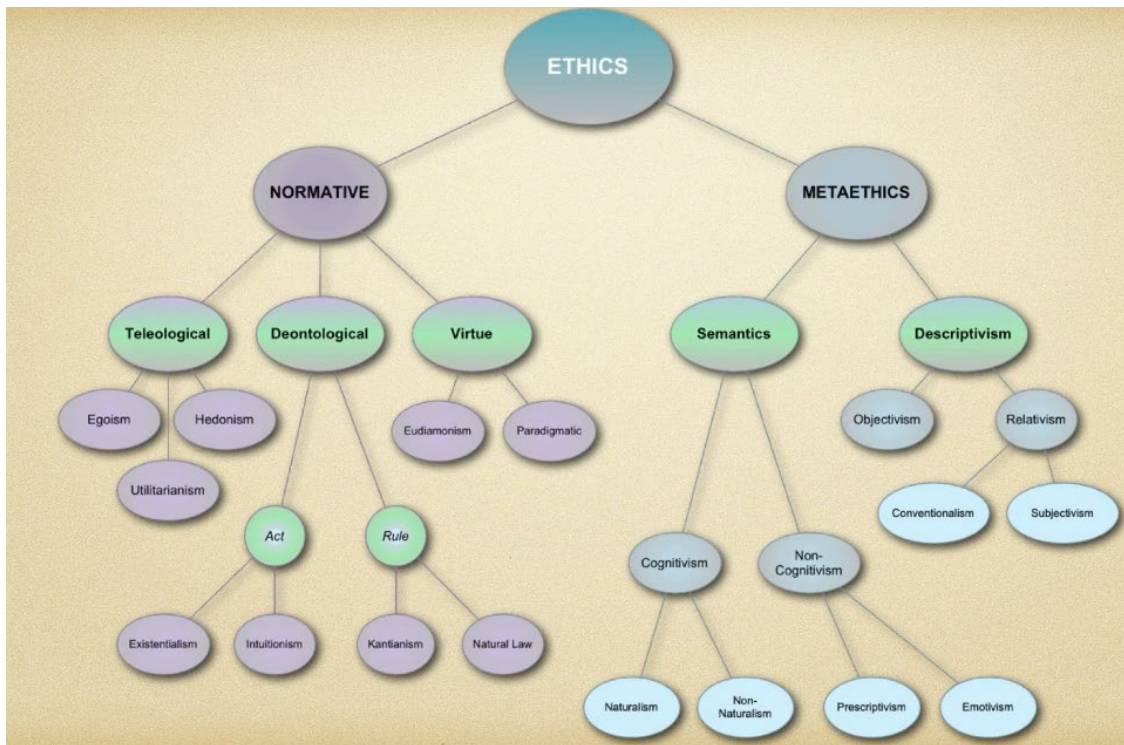 ETHICS
NORMATIVE
METAETHICS
Teleological
Deontological
Virtue
Semantics
Descriptivism
Egoism
Hedonism
Utilitarianism
Eudiamonism
Paradigmatic
Objectivism
Relativism
Conventionalism
Subjectivism
Act
Rule
Cognitivism
Non-
Cognitivism
Existentialism
Intuitionism
Kantianism
Natural Law
Naturalism
Non-
Naturalism
Prescriptivism
Emotivism